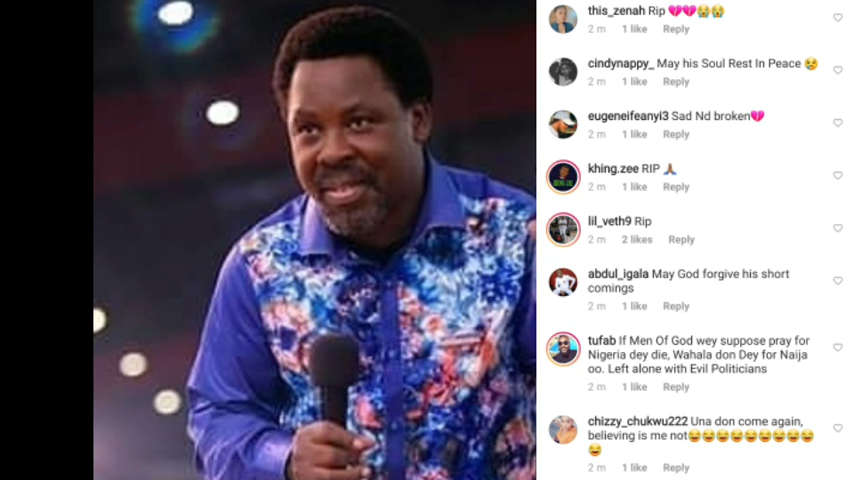 this_zenah Rip 💔💔😭😭
2 m 1 like Reply
cindynappy_ May his Soul Rest In Peace 😢
2 m 1 like Reply
eugeneifeanyi3 Sad Nd broken💔
2 m 1 like Reply
khing.zee RIP 🙏🏾
2 m 1 like Reply
lil_veth9 Rip
2 m 2 likes Reply
abdul_igala May God forgive his short
comings
2 m 1 like Reply
tufab If Men Of God wey suppose pray for
Nigeria dey die, Wahala don Dey for Naija
oo. Left alone with Evil Politicians
2 m 1 like Reply
chizzy_chukwu222 Una don come again,
believing is me not😂😂😂😂😂😂😂😂😂
😂
2 m 1 like Reply